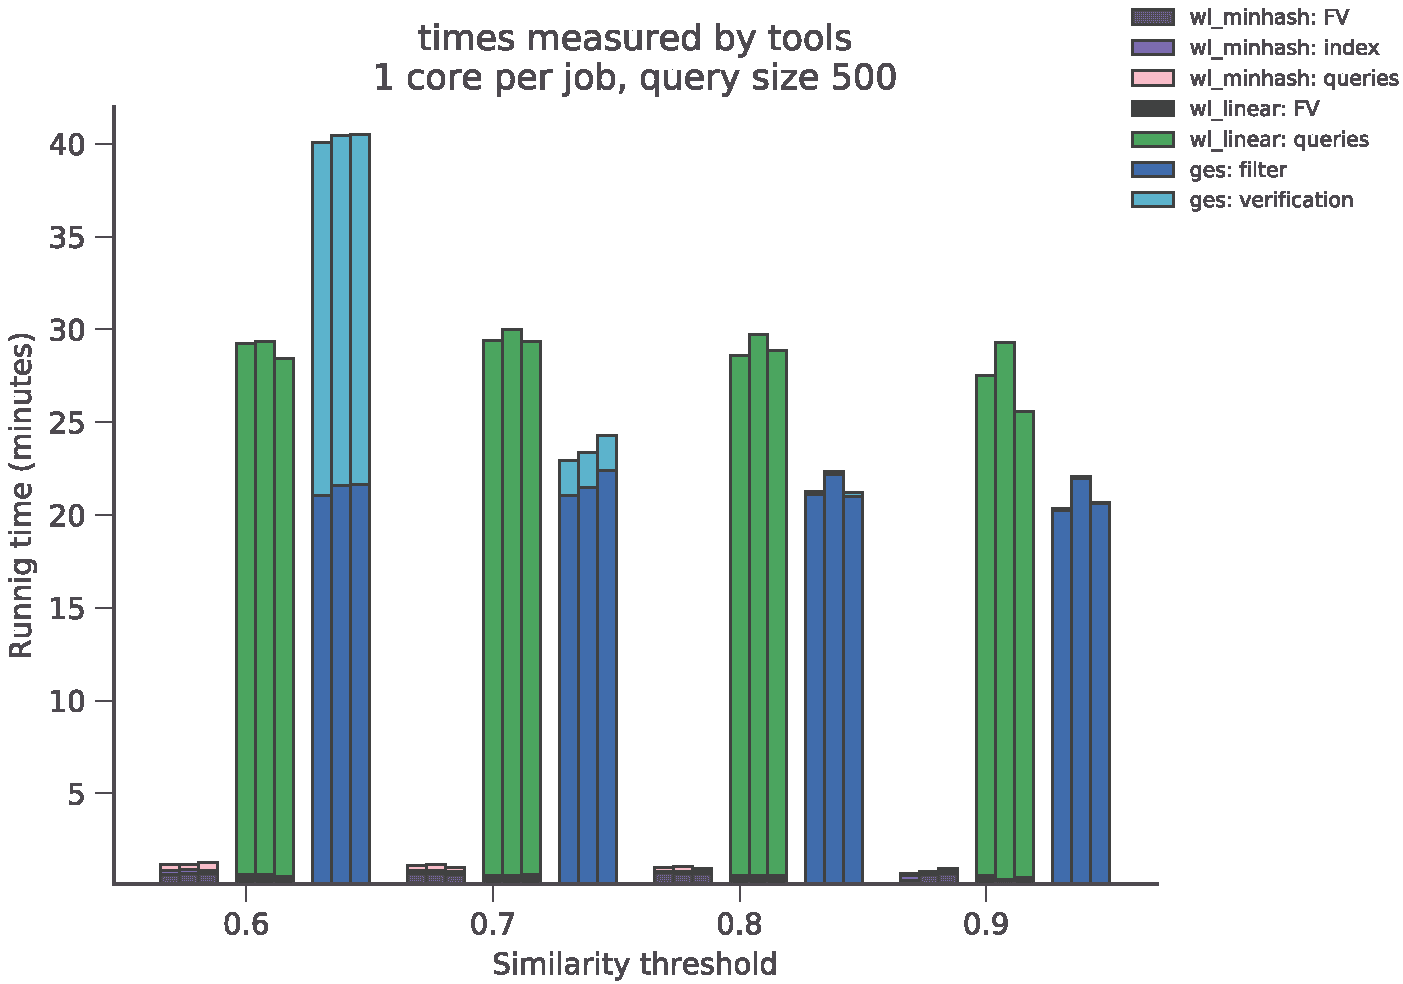 times measured by tools
1 core per job, query size 500
wl_minhash: FV
wl_minhash: index
wl_minhash: queries
wl_linear: FV
wl_linear: queries
ges: filter
ges: verification
Runnig time (minutes)
40
35
30
25
20
15
10
5
0.6 0.7 0.8 0.9
Similarity threshold